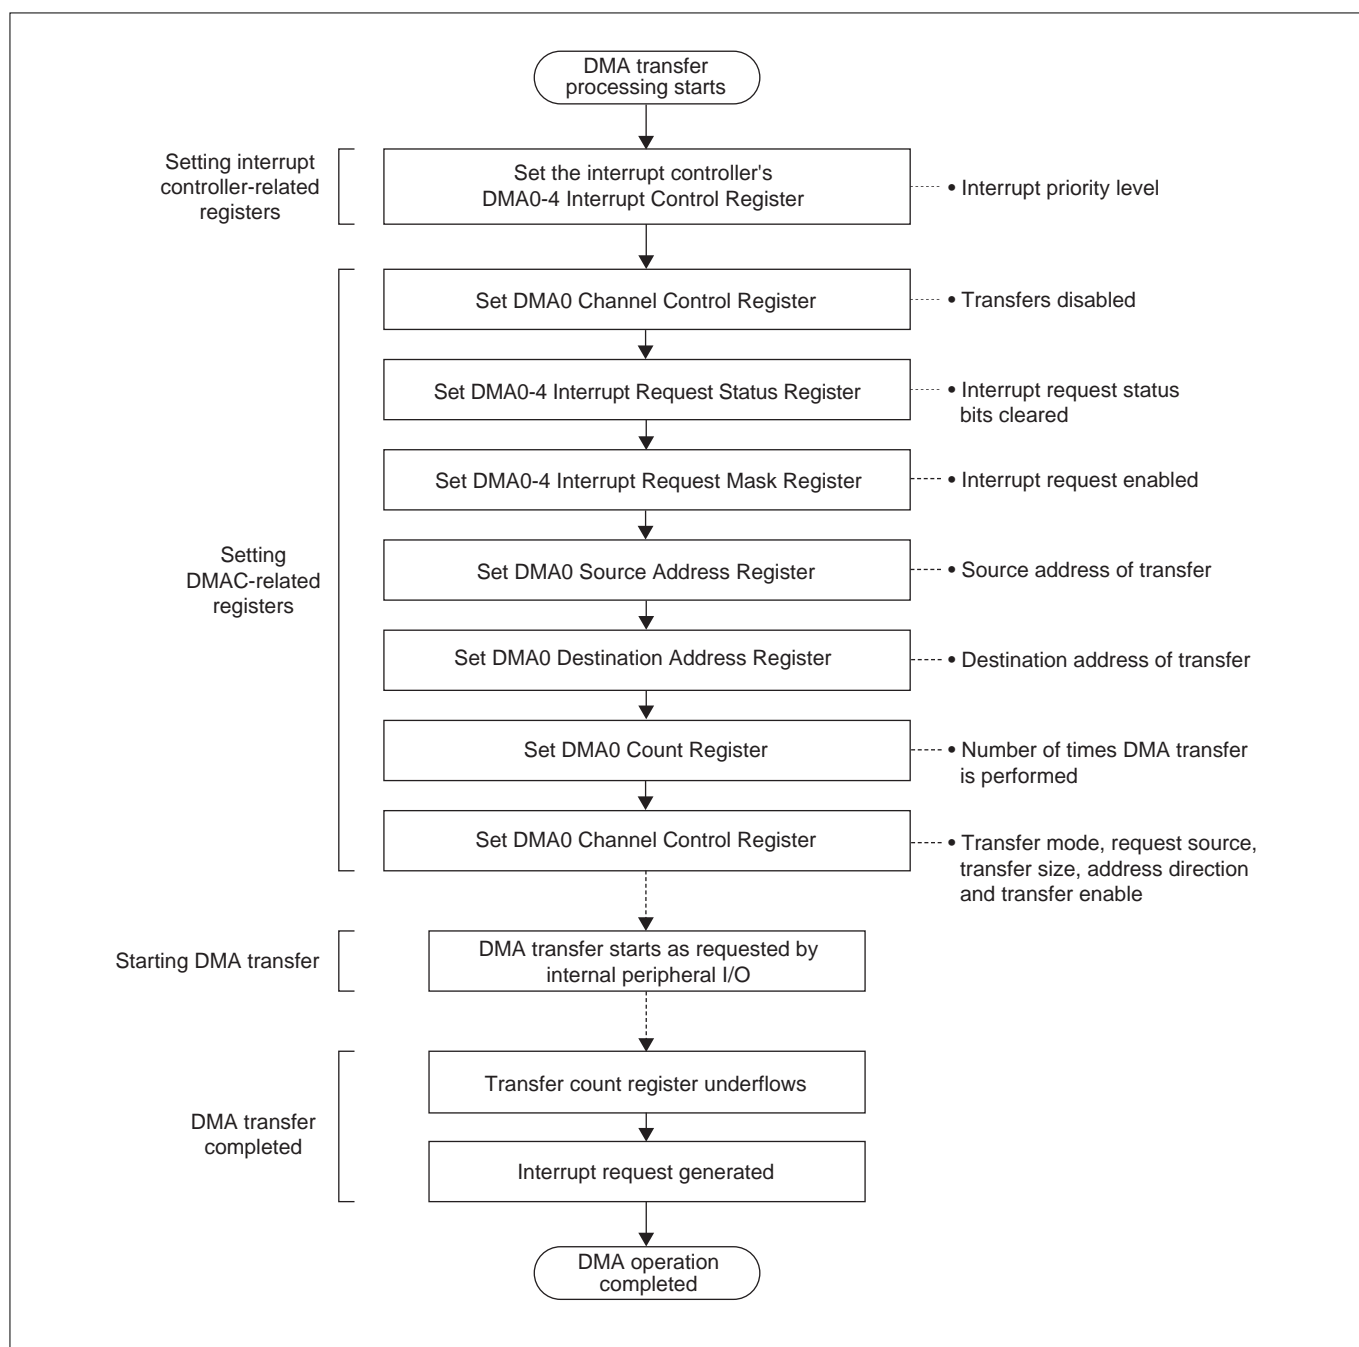 DMA transfer
processing starts
Setting interrupt
controller-related
registers
Set the interrupt controller's
DMA0-4 Interrupt Control Register
• Interrupt priority level
Set DMA0 Channel Control Register
• Transfers disabled
Set DMA0-4 Interrupt Request Status Register
• Interrupt request status
bits cleared
Set DMA0-4 Interrupt Request Mask Register
• Interrupt request enabled
Setting
DMAC-related
registers
Set DMA0 Source Address Register
• Source address of transfer
Set DMA0 Destination Address Register
• Destination address of transfer
Set DMA0 Count Register
• Number of times DMA transfer
is performed
Set DMA0 Channel Control Register
• Transfer mode, request source,
transfer size, address direction
and transfer enable
Starting DMA transfer
DMA transfer starts as requested by
internal peripheral I/O
DMA transfer
completed
Transfer count register underflows
Interrupt request generated
DMA operation
completed